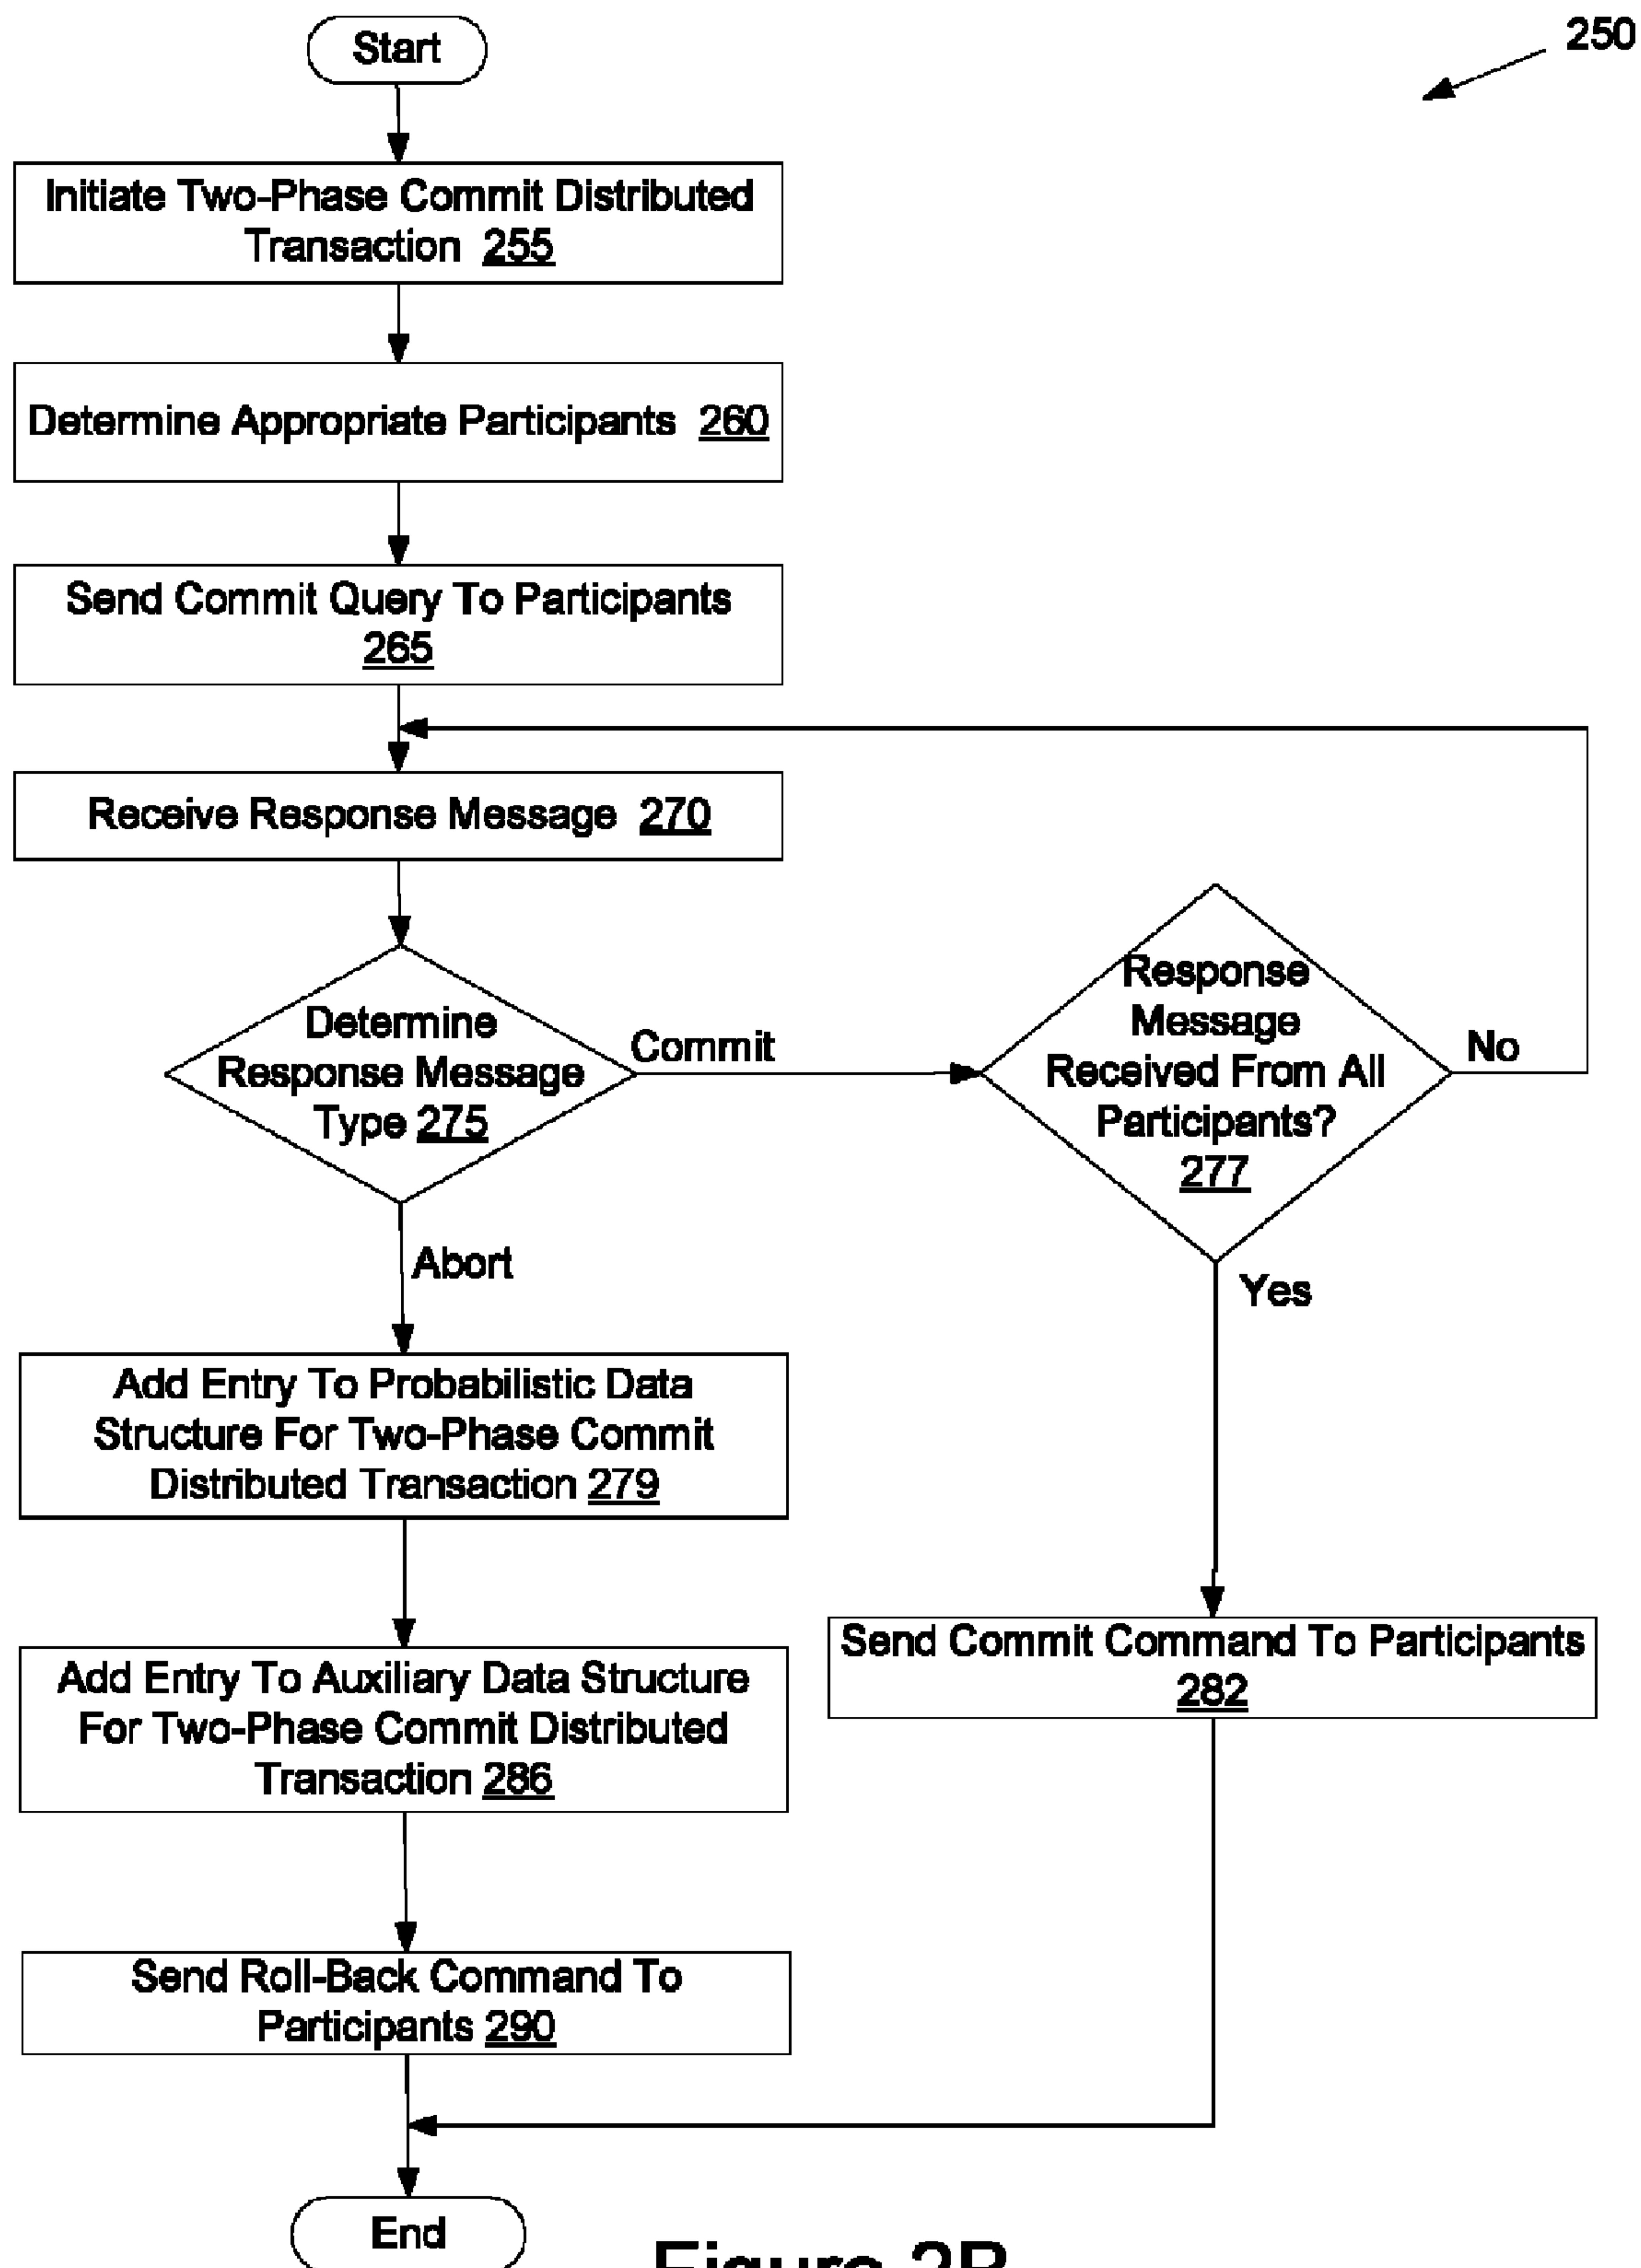 Start
250
Initiate Two-Phase Commit Distributed
Transaction 255
Determine Appropriate Participants 260
Send Commit Query To Participants
265
Receive Response Message 270
Determine
Response Message
Type 275
Commit
Response
Message
Received From All
Participants?
277
No
Abort
Yes
Add Entry To Probabilistic Data
Structure For Two-Phase Commit
Distributed Transaction 279
Send Commit Command To Participants
282
Add Entry To Auxiliary Data Structure
For Two-Phase Commit Distributed
Transaction 286
Send Roll-Back Command To
Participants 290
End
Figure 2B